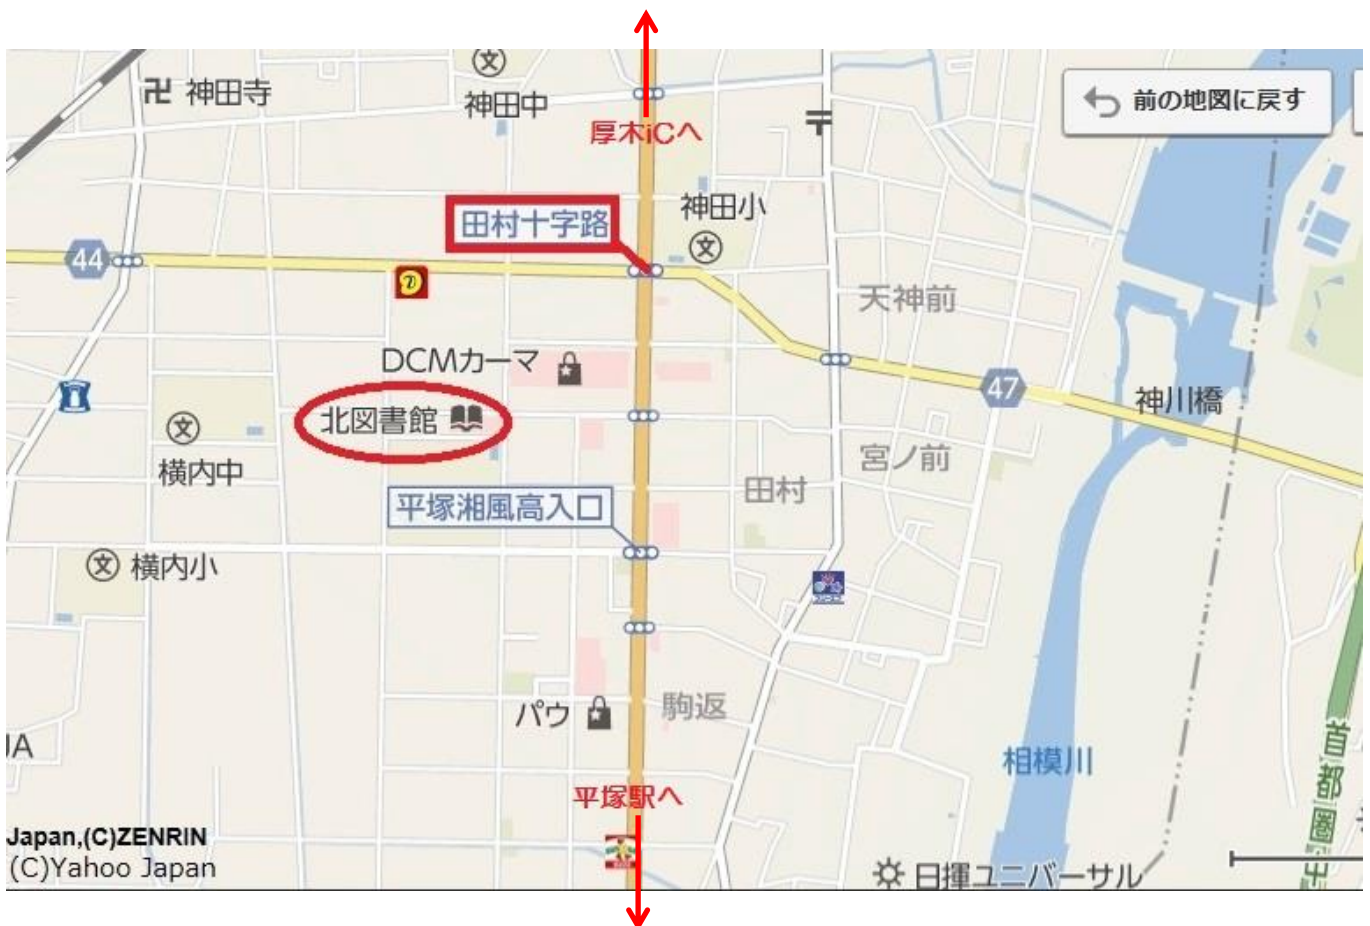 神田寺
神田中
前の地図に戻す
厚木iCへ
神田小
田村十字路
44
天神前
DCMカーマ
47
神川橋
北図書館
横内中
宮ノ前
田村
平塚湘風高入口
横内小
パウ
駒返
JA
相模川
首都圏
平塚駅へ
Japan,(C)ZENRIN
(C)Yahoo Japan
日揮ユニバーサル